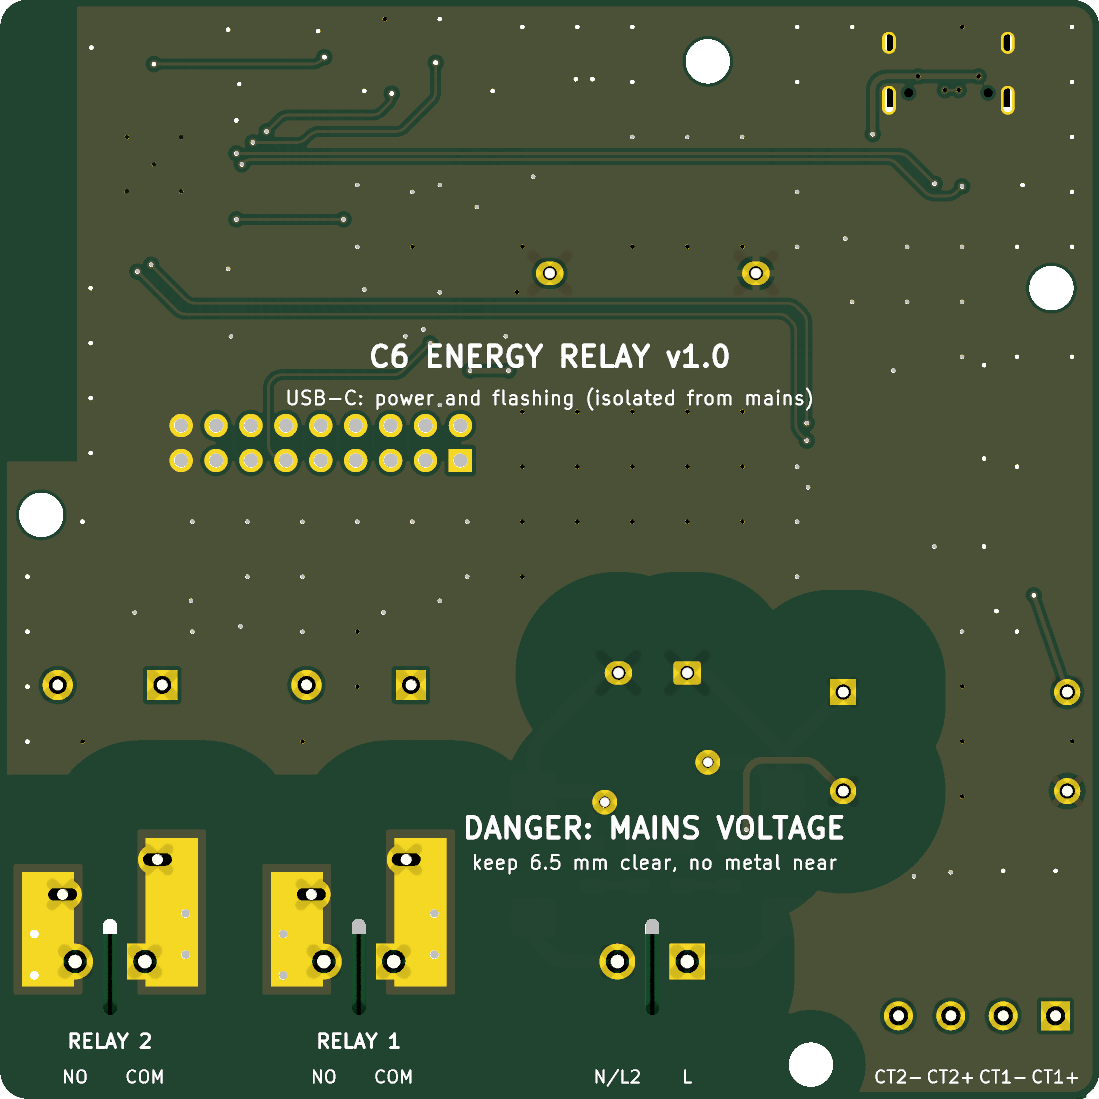 C6 ENERGY RELAY v1.0
USB-C: power and flashing (isolated from mains)
DANGER: MAINS VOLTAGE
keep 6.5 mm clear, no metal near
RELAY 2
RELAY 1
NO COM NO COM N/L2 L CT2- CT2+ CT1- CT1+